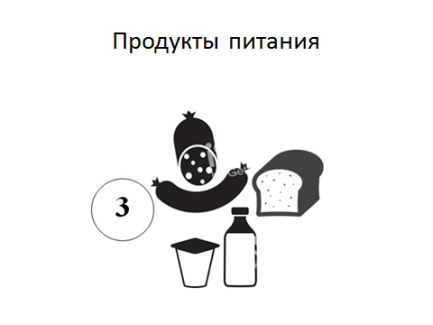 Продукты питания
3